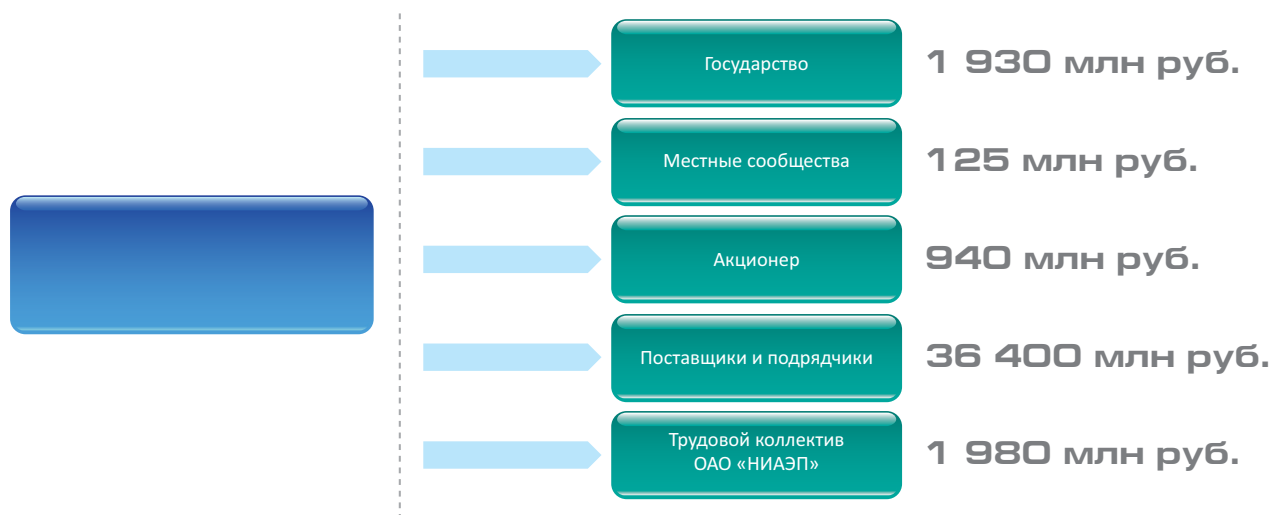 Государство
1 930 млн руб.
Местные сообщества
125 млн руб.
Акционер
940 млн руб.
Поставщики и подрядчики
36 400 млн руб.
Трудовой коллектив
ОАО «НИАЭП»
1 980 млн руб.